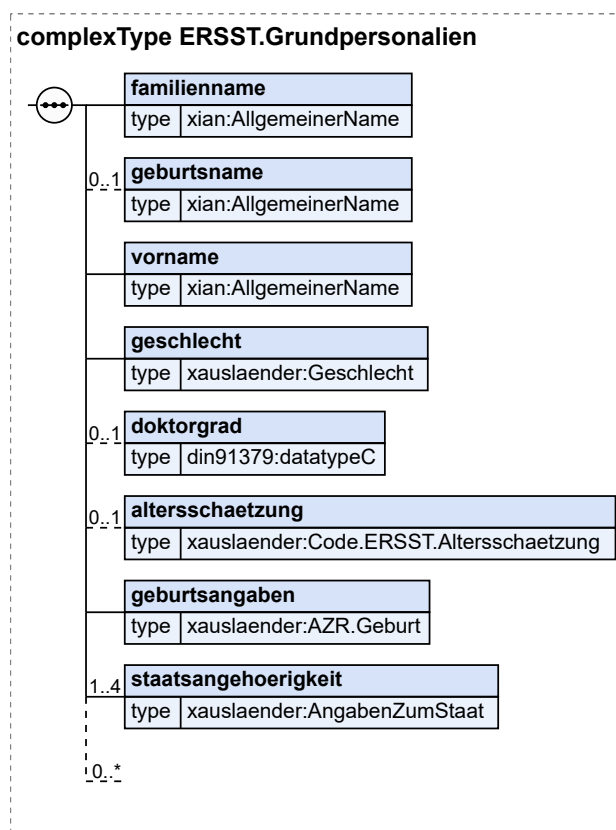 complexType ERSST.Grundpersonalien
familienname
type xian:AllgemeinerName
0..1 geburtsname
type xian:AllgemeinerName
vorname
type xian:AllgemeinerName
geschlecht
type xauslaender:Geschlecht
0..1 doktorgrad
type din91379:datatypeC
0..1 altersschaetzung
type xauslaender:Code.ERSST.Altersschaetzung
geburtsangaben
type xauslaender:AZR.Geburt
1..4 staatsangehoerigkeit
type xauslaender:AngabenZumStaat
0..*